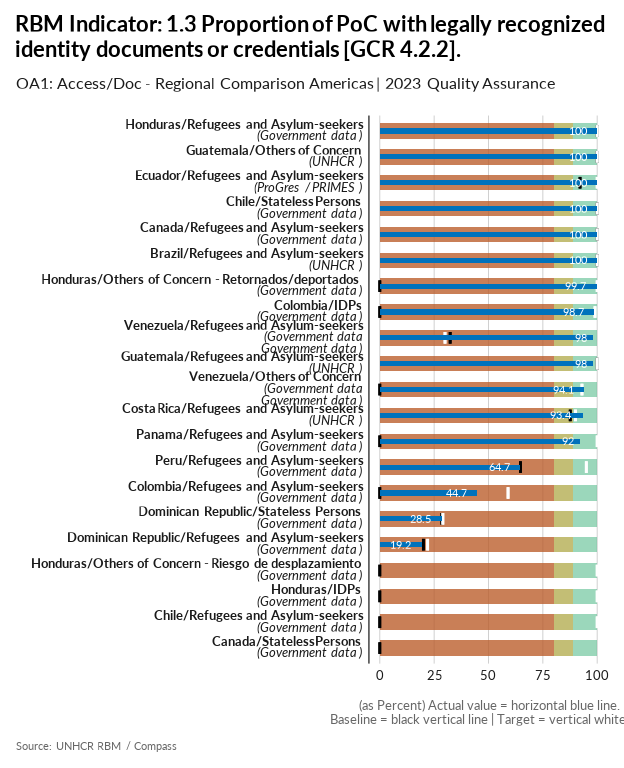 RBM Indicator: 1.3 Proportion of PoC with legally recognized
identity documents or credentials [GCR 4.2.2].
OA1: Access/Doc - Regional Comparison Americas | 2023 Quality Assurance
Honduras/Refugees and Asylum-seekers
(Government data )
100
Guatemala/Others of Concern
(UNHCR )
100
Ecuador/Refugees and Asylum-seekers
(ProGres / PRIMES )
100
Chile/Stateless Persons
(Government data )
100
Canada/Refugees and Asylum-seekers
(Government data )
100
Brazil/Refugees and Asylum-seekers
(UNHCR )
100
Honduras/Others of Concern - Retornados/deportados
(Government data )
99.7
Colombia/IDPs
(Government data )
98.7
Venezuela/Refugees and Asylum-seekers
(Government data
Government data )
98
Guatemala/Refugees and Asylum-seekers
(UNHCR )
98
Venezuela/Others of Concern
(Government data
Government data )
94.1
Costa Rica/Refugees and Asylum-seekers
(UNHCR )
93.4
Panama/Refugees and Asylum-seekers
(Government data )
92
Peru/Refugees and Asylum-seekers
(Government data )
64.7
Colombia/Refugees and Asylum-seekers
(Government data )
44.7
Dominican Republic/Stateless Persons
(Government data )
28.5
Dominican Republic/Refugees and Asylum-seekers
(Government data )
19.2
Honduras/Others of Concern - Riesgo de desplazamiento
(Government data )
Honduras/IDPs
(Government data )
Chile/Refugees and Asylum-seekers
(Government data )
Canada/Stateless Persons
(Government data )
0 25 50 75 100
(as Percent) Actual value = horizontal blue line.
Baseline = black vertical line | Target = vertical white
Source: UNHCR RBM / Compass